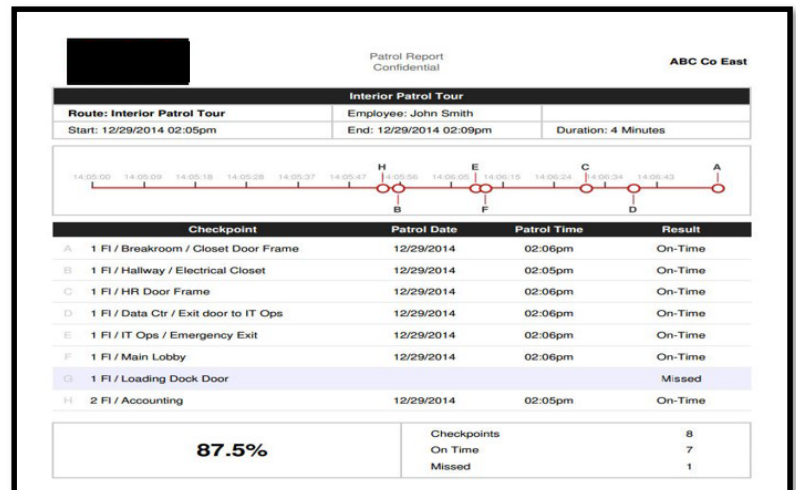 Patrol Report
Confidential
ABC Co East
Interior Patrol Tour
Route: Interior Patrol Tour Employee: John Smith
Start: 12/29/2014 02:05pm End: 12/29/2014 02:09pm Duration: 4 Minutes
H E C A
14:05:00 14:05:09 14:05:18 14:05:28 14:05:37 14:05:47 14:05:56 14:06:05 14:06:15 14:06:24 14:06:34 14:06:43
B F D
Checkpoint Patrol Date Patrol Time Result
A 1 Fl / Breakroom / Closet Door Frame 12/29/2014 02:06pm On-Time
B 1 Fl / Hallway / Electrical Closet 12/29/2014 02:05pm On-Time
C 1 Fl / HR Door Frame 12/29/2014 02:06pm On-Time
D 1 Fl / Data Ctr / Exit door to IT Ops 12/29/2014 02:06pm On-Time
E 1 Fl / IT Ops / Emergency Exit 12/29/2014 02:06pm On-Time
F 1 Fl / Main Lobby 12/29/2014 02:06pm On-Time
G 1 Fl / Loading Dock Door Missed
H 2 Fl / Accounting 12/29/2014 02:05pm On-Time
87.5%
Checkpoints 8
On Time 7
Missed 1